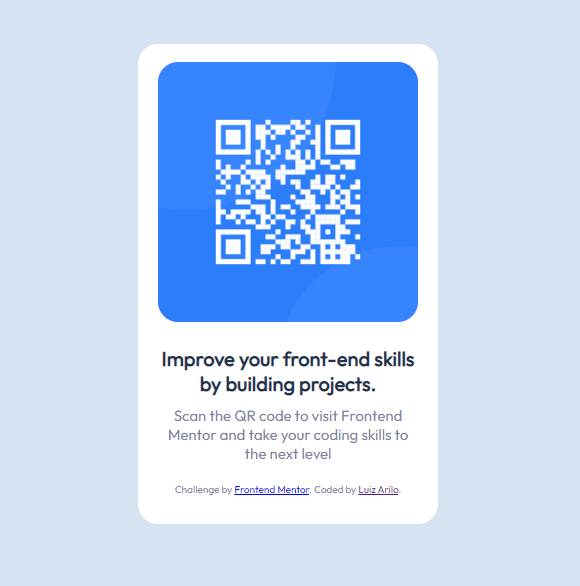 Improve your front-end skills
by building projects.
Scan the QR code to visit Frontend
Mentor and take your coding skills to
the next level
Challenge by Frontend Mentor. Coded by Luiz Arilo.